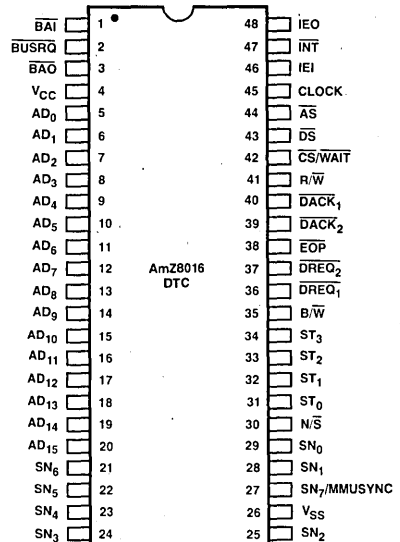 BAI 1 48 IEO
BUSRQ 2 47 INT
BAO 3 46 IEI
VCC 4 45 CLOCK
AD0 5 44 AS
AD1 6 43 DS
AD2 7 42 CS/WAIT
AD3 8 41 R/W
AD4 9 40 DACK1
AD5 10 39 DACK2
AD6 11 38 EOP
AD7 12 AmZ8016 37 DREQ2
DTC
AD8 13 36 DREQ1
AD9 14 35 B/W
AD10 15 34 ST3
AD11 16 33 ST2
AD12 17 32 ST1
AD13 18 31 ST0
AD14 19 30 N/S
AD15 20 29 SN0
SN6 21 28 SN1
SN5 22 27 SN7/MMUSYNC
SN4 23 26 VSS
SN3 24 25 SN2